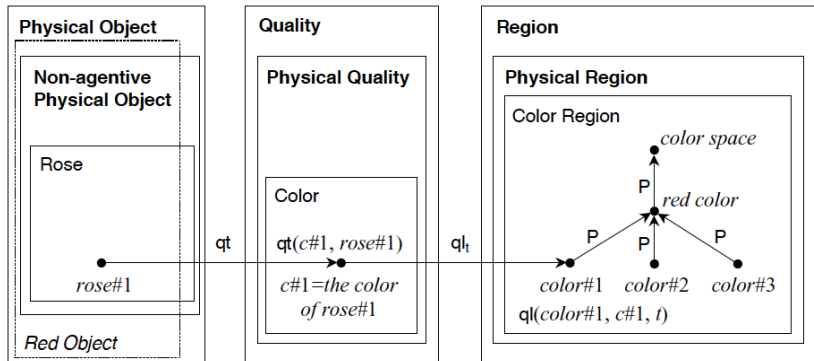 Physical Object
Non-agentive
Physical Object
Rose
rose#1
Red Object
qt
Quality
Physical Quality
Color
qt(c#1, rose#1)
c#1=the color
of rose#1
qlt
Region
Physical Region
Color Region
color space
P
red color
P
P
P
color#1
color#2
color#3
ql(color#1, c#1, t)